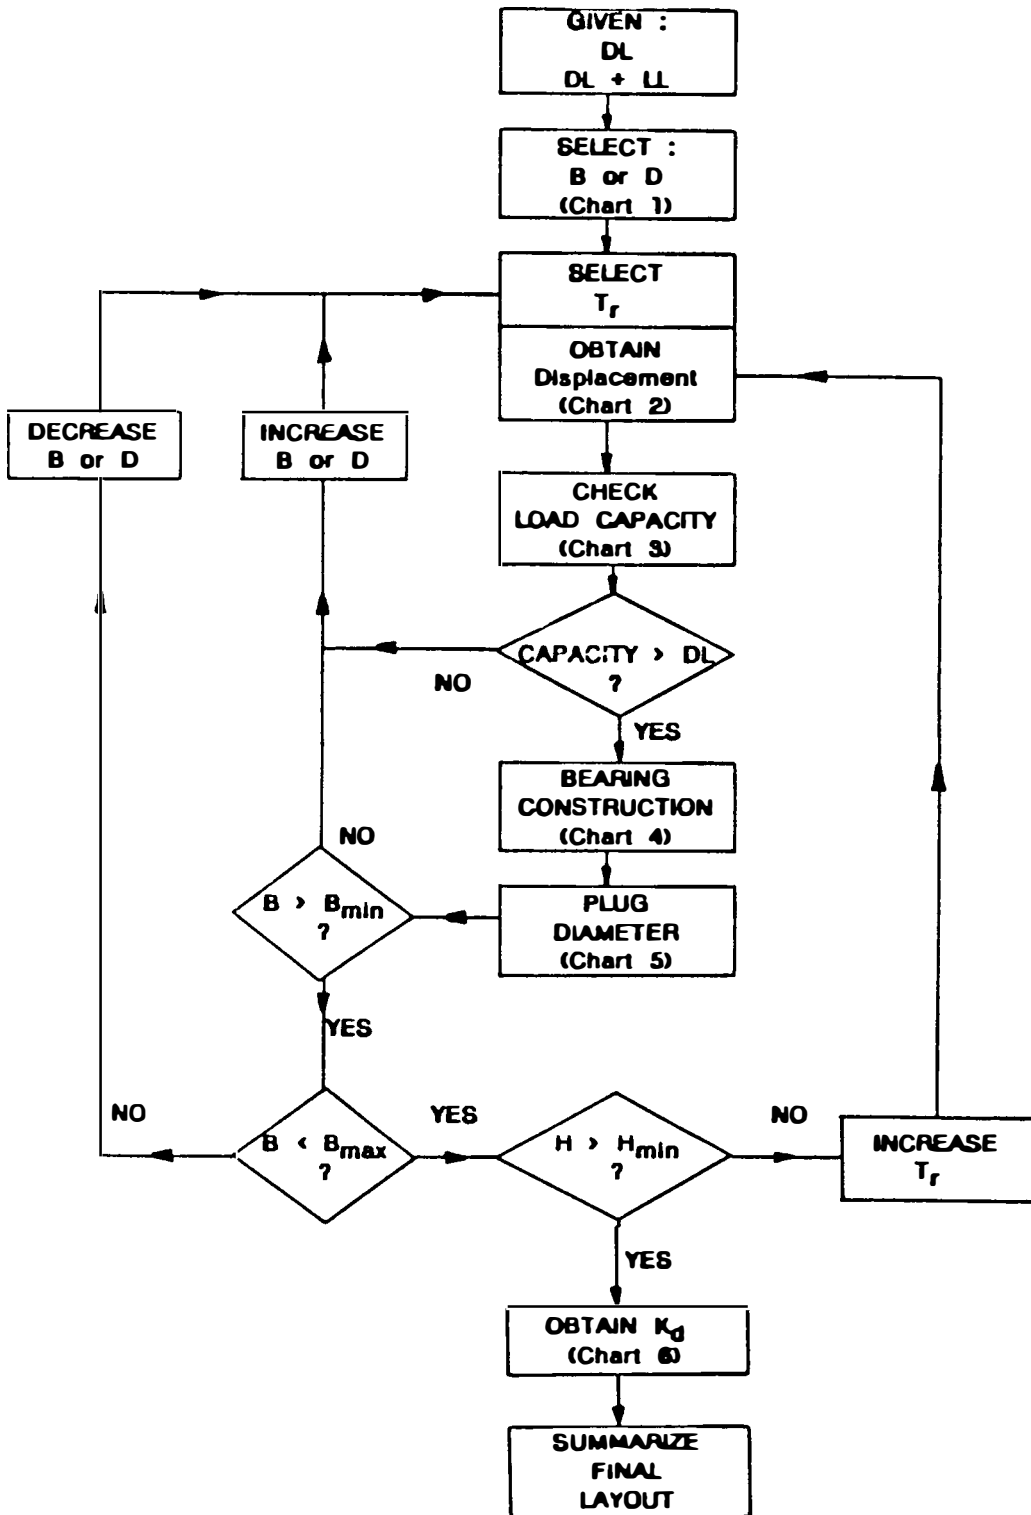 GIVEN :
DL
DL + LL
SELECT :
B or D
(Chart 1)
SELECT
Tr
OBTAIN
Displacement
(Chart 2)
DECREASE
B or D
INCREASE
B or D
CHECK
LOAD CAPACITY
(Chart 3)
CAPACITY > DL
?
NO
YES
BEARING
CONSTRUCTION
(Chart 4)
NO
B > Bmin
?
PLUG
DIAMETER
(Chart 5)
YES
NO
B < Bmax
?
YES
H > Hmin
?
NO
INCREASE
Tr
YES
OBTAIN Kd
(Chart 6)
SUMMARIZE
FINAL
LAYOUT